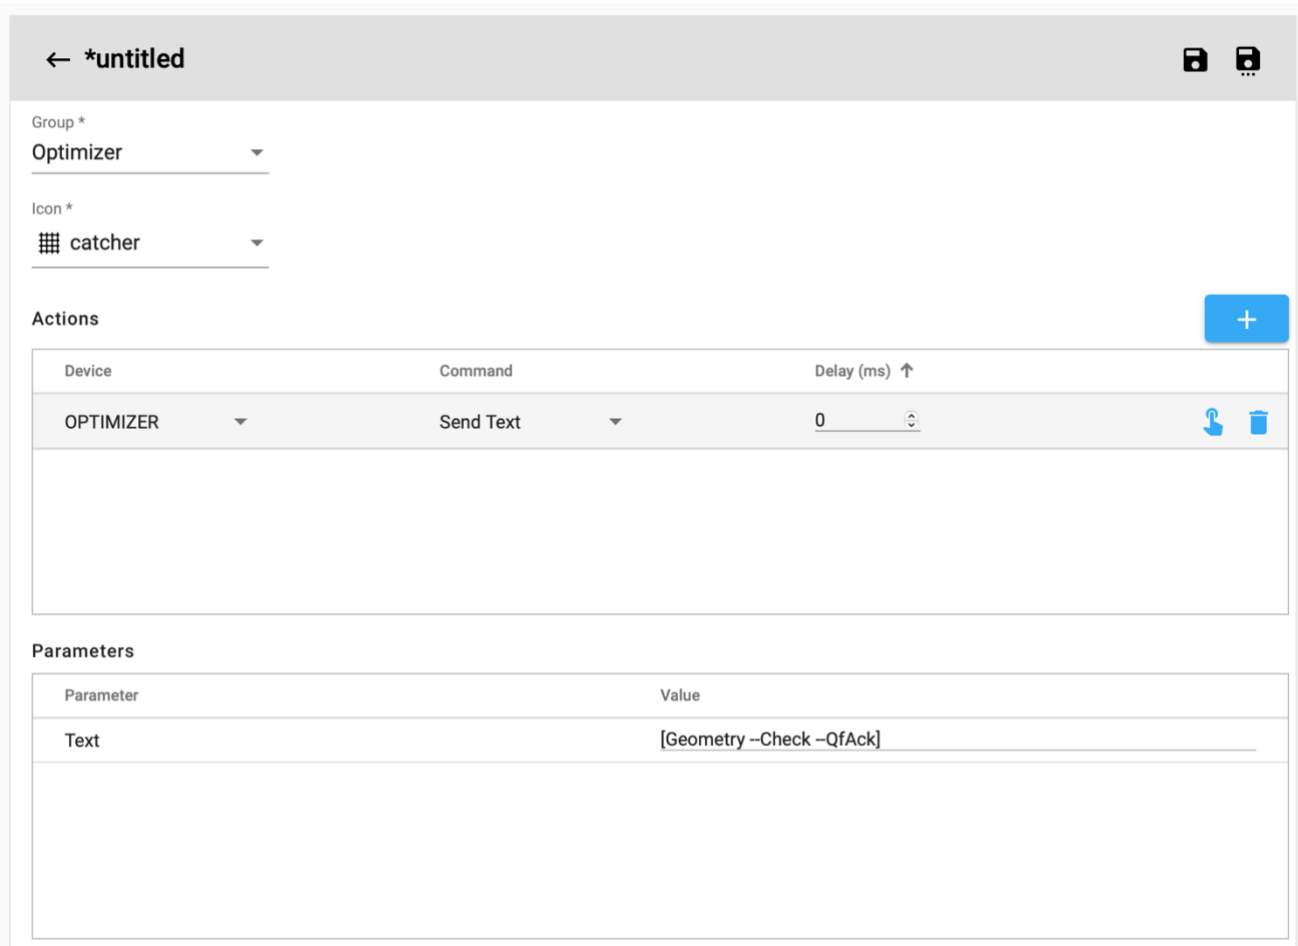 *untitled
Group *
Optimizer
Icon *
catcher
Actions
Device Command Delay (ms)
OPTIMIZER Send Text 0
Parameters
Parameter Value
Text [Geometry --Check --QfAck]